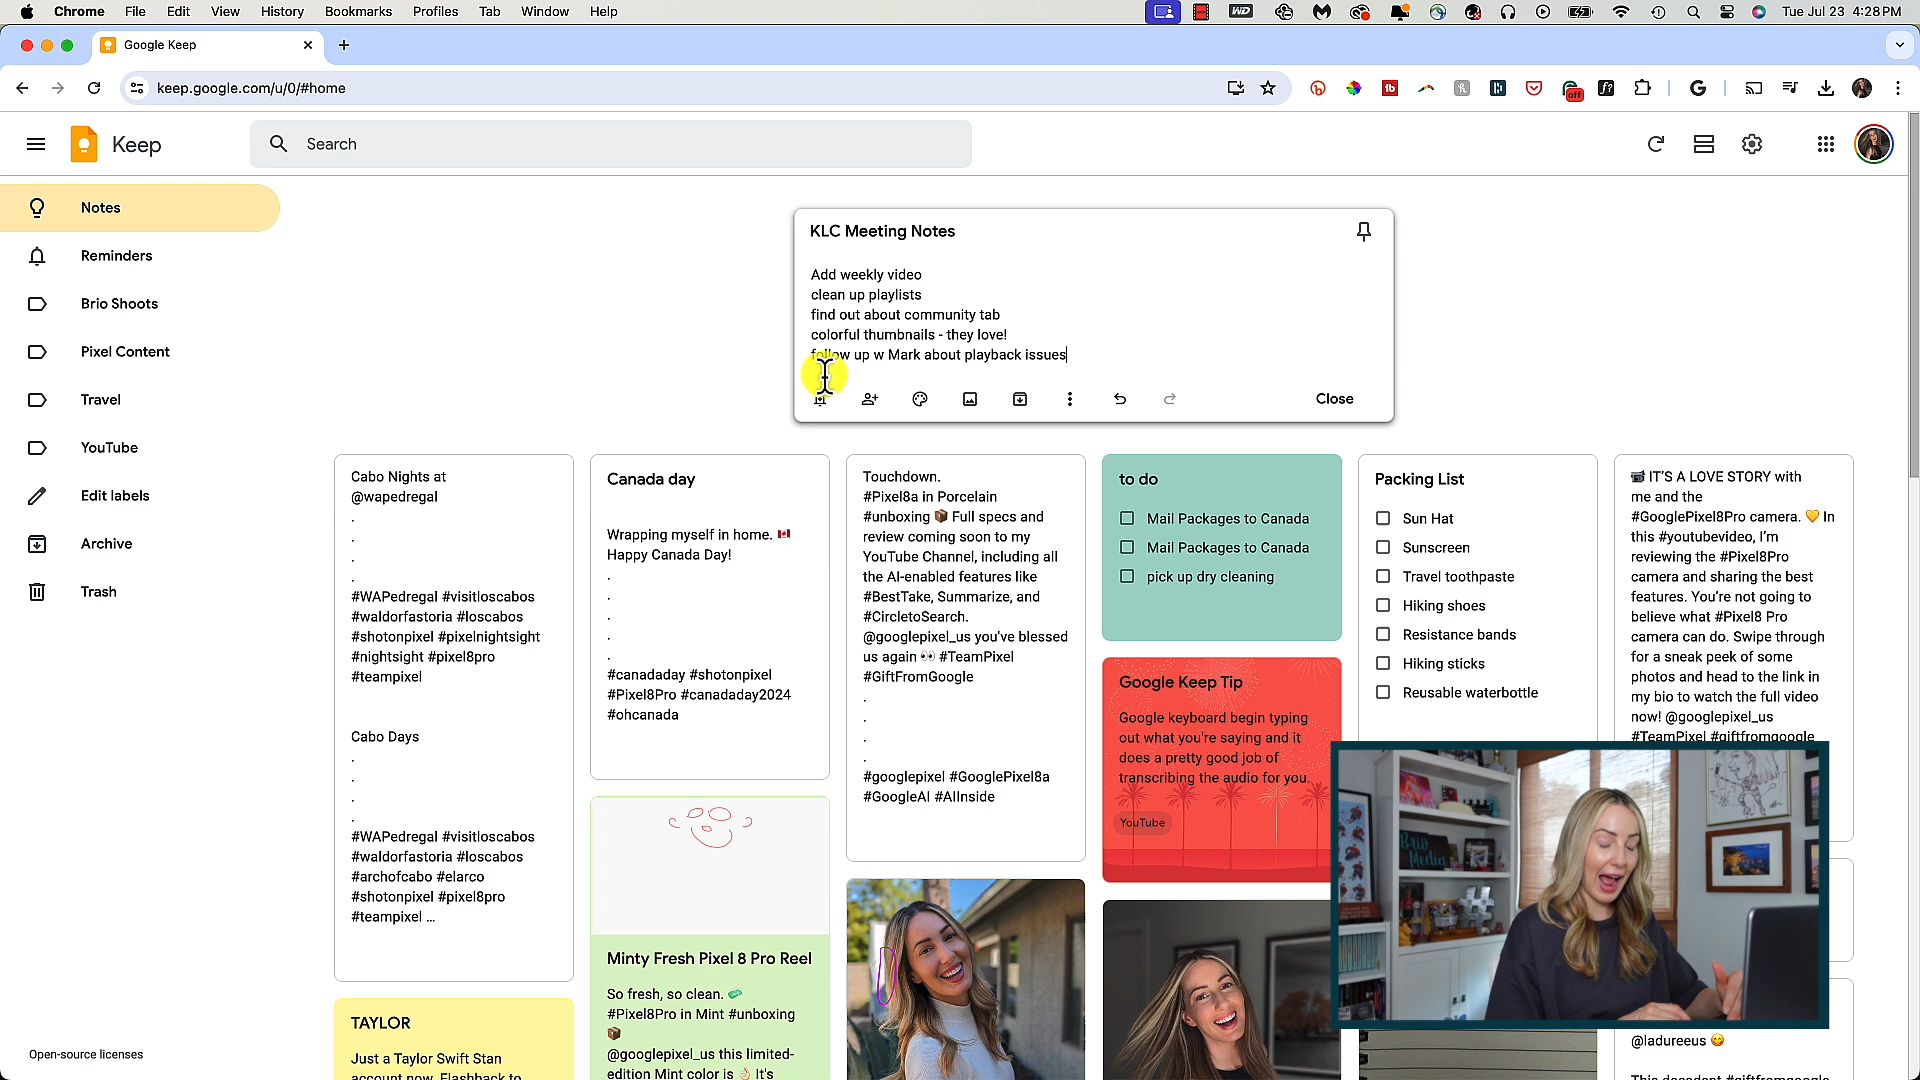 Chrome File Edit View History Bookmarks Profiles Tab Window Help
Tue Jul 23 4:28 PM
Google Keep
keep.google.com/u/0/#home
off
Keep
Search
Notes
Reminders
Brio Shoots
Pixel Content
Travel
YouTube
Edit labels
Archive
Trash
Open-source licenses
KLC Meeting Notes
Add weekly video
clean up playlists
find out about community tab
colorful thumbnails - they love!
follow up w Mark about playback issues
Close
Cabo Nights at
@wapedregal
.
.
.
.
#WAPedregal #visitloscabos
#waldorfastoria #loscabos
#shotonpixel #pixelnightsight
#nightsight #pixel8pro
#teampixel
Cabo Days
.
.
.
.
#WAPedregal #visitloscabos
#waldorfastoria #loscabos
#archofcabo #elarco
#shotonpixel #pixel8pro
#teampixel ...
TAYLOR
Just a Taylor Swift Stan
account now. Flashback to
Canada day
Wrapping myself in home. 🇨🇦
Happy Canada Day!
.
.
.
.
.
#canadaday #shotonpixel
#Pixel8Pro #canadaday2024
#ohcanada
Minty Fresh Pixel 8 Pro Reel
So fresh, so clean. 🧼
#Pixel8Pro in Mint #unboxing
📦
@googlepixel_us this limited-
edition Mint color is 👌 It's
Touchdown.
#Pixel8a in Porcelain
#unboxing 📦 Full specs and
review coming soon to my
YouTube Channel, including all
the AI-enabled features like
#BestTake, Summarize, and
#CircletoSearch.
@googlepixel_us you've blessed
us again 👀 #TeamPixel
#GiftFromGoogle
.
.
.
.
#googlepixel #GooglePixel8a
#GoogleAI #AIInside
to do
Mail Packages to Canada
Mail Packages to Canada
pick up dry cleaning
Google Keep Tip
Google keyboard begin typing
out what you're saying and it
does a pretty good job of
transcribing the audio for you.
YouTube
Packing List
Sun Hat
Sunscreen
Travel toothpaste
Hiking shoes
Resistance bands
Hiking sticks
Reusable waterbottle
📹 IT'S A LOVE STORY with
me and the
#GooglePixel8Pro camera. 💛 In
this #youtubevideo, I'm
reviewing the #Pixel8Pro
camera and sharing the best
features. You're not going to
believe what #Pixel8 Pro
camera can do. Swipe through
for a sneak peek of some
photos and head to the link in
my bio to watch the full video
now! @googlepixel_us
#TeamPixel #giftfromgoogle
Brio
Media
@ladureeus 😋